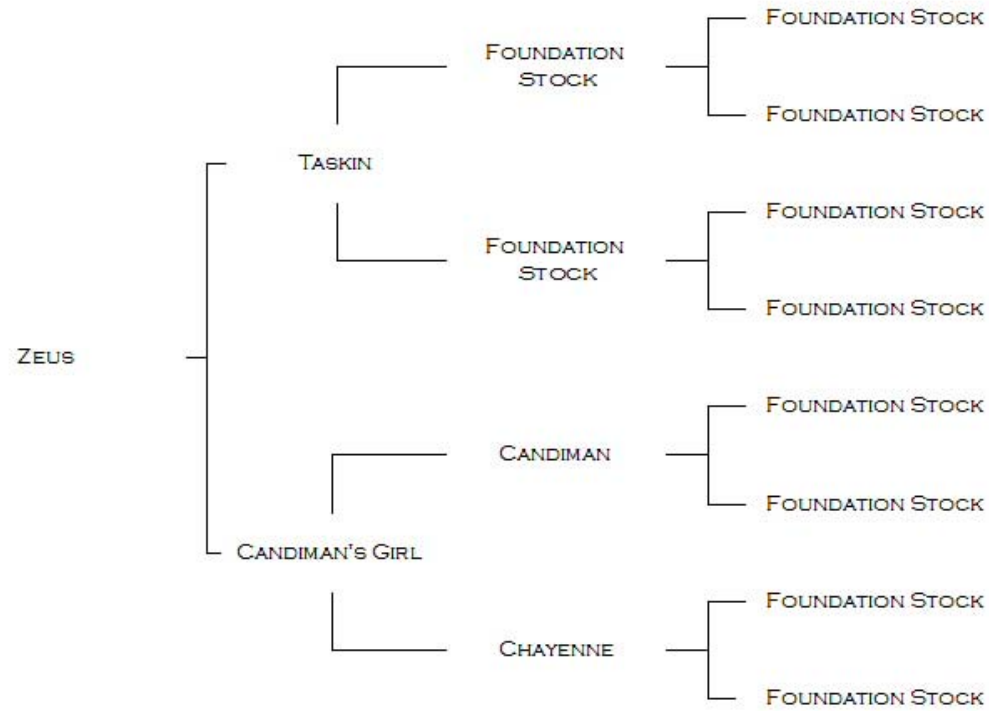 Foundation Stock
Foundation
Stock
Foundation Stock
Taskin
Foundation Stock
Foundation
Stock
Foundation Stock
Zeus
Foundation Stock
Candiman
Foundation Stock
Candiman's Girl
Foundation Stock
Chayenne
Foundation Stock